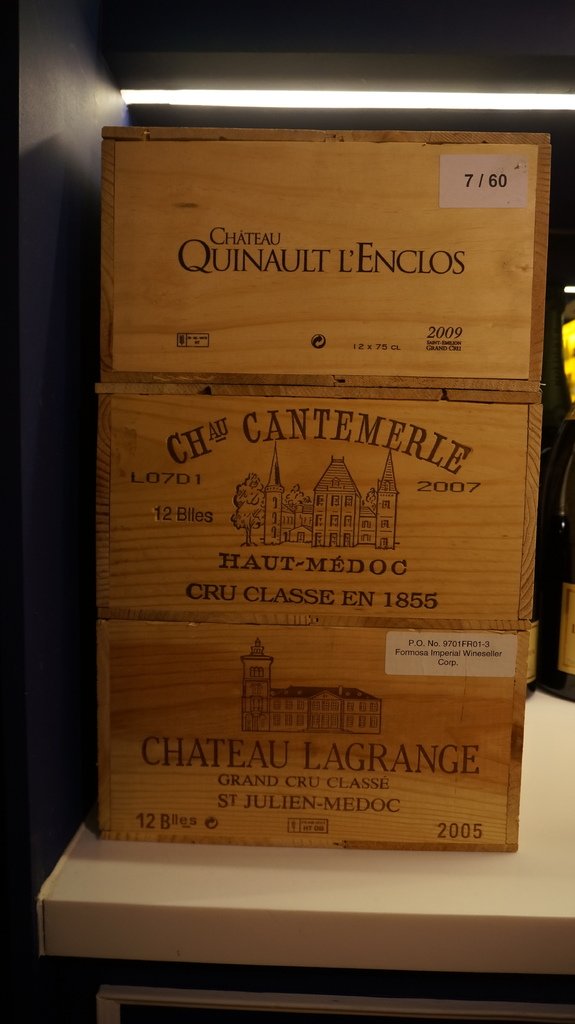 7 / 60
CHÂTEAU
QUINAULT L'ENCLOS
12 x 75 CL
2009
SAINT-EMILION
GRAND CRU
CHAU CANTEMERLE
L07D1
2007
12 Blles
HAUT-MÉDOC
CRU CLASSE EN 1855
P.O. No. 9701FR01-3
Formosa Imperial Wineseller
Corp.
CHATEAU LAGRANGE
GRAND CRU CLASSÉ
ST JULIEN-MEDOC
12 Blles
HT DB
2005